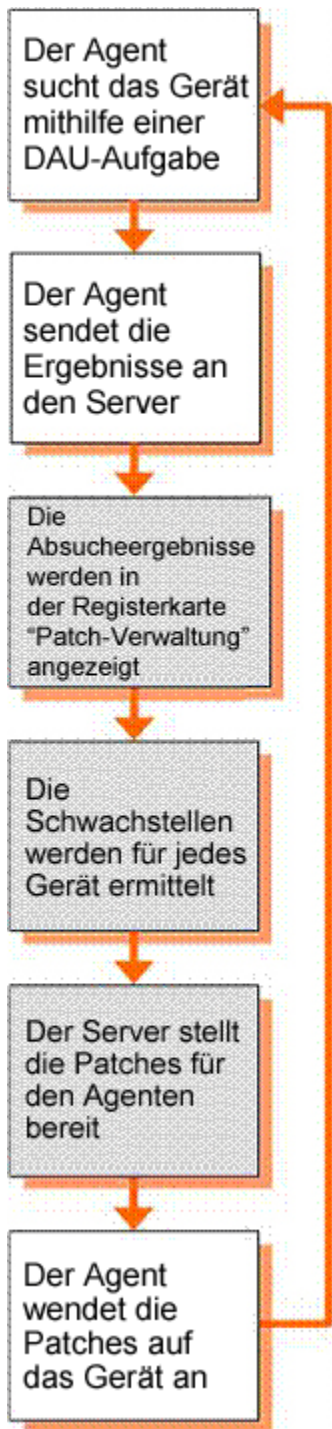 Der Agent
sucht das Gerät
mithilfe einer
DAU-Aufgabe
Der Agent
sendet die
Ergebnisse an
den Server
Die
Absucheergebnisse
werden in
der Registerkarte
“Patch-Verwaltung”
angezeigt
Die
Schwachstellen
werden für jedes
Gerät ermittelt
Der Server stellt
die Patches für
den Agenten
bereit
Der Agent
wendet die
Patches auf
das Gerät an